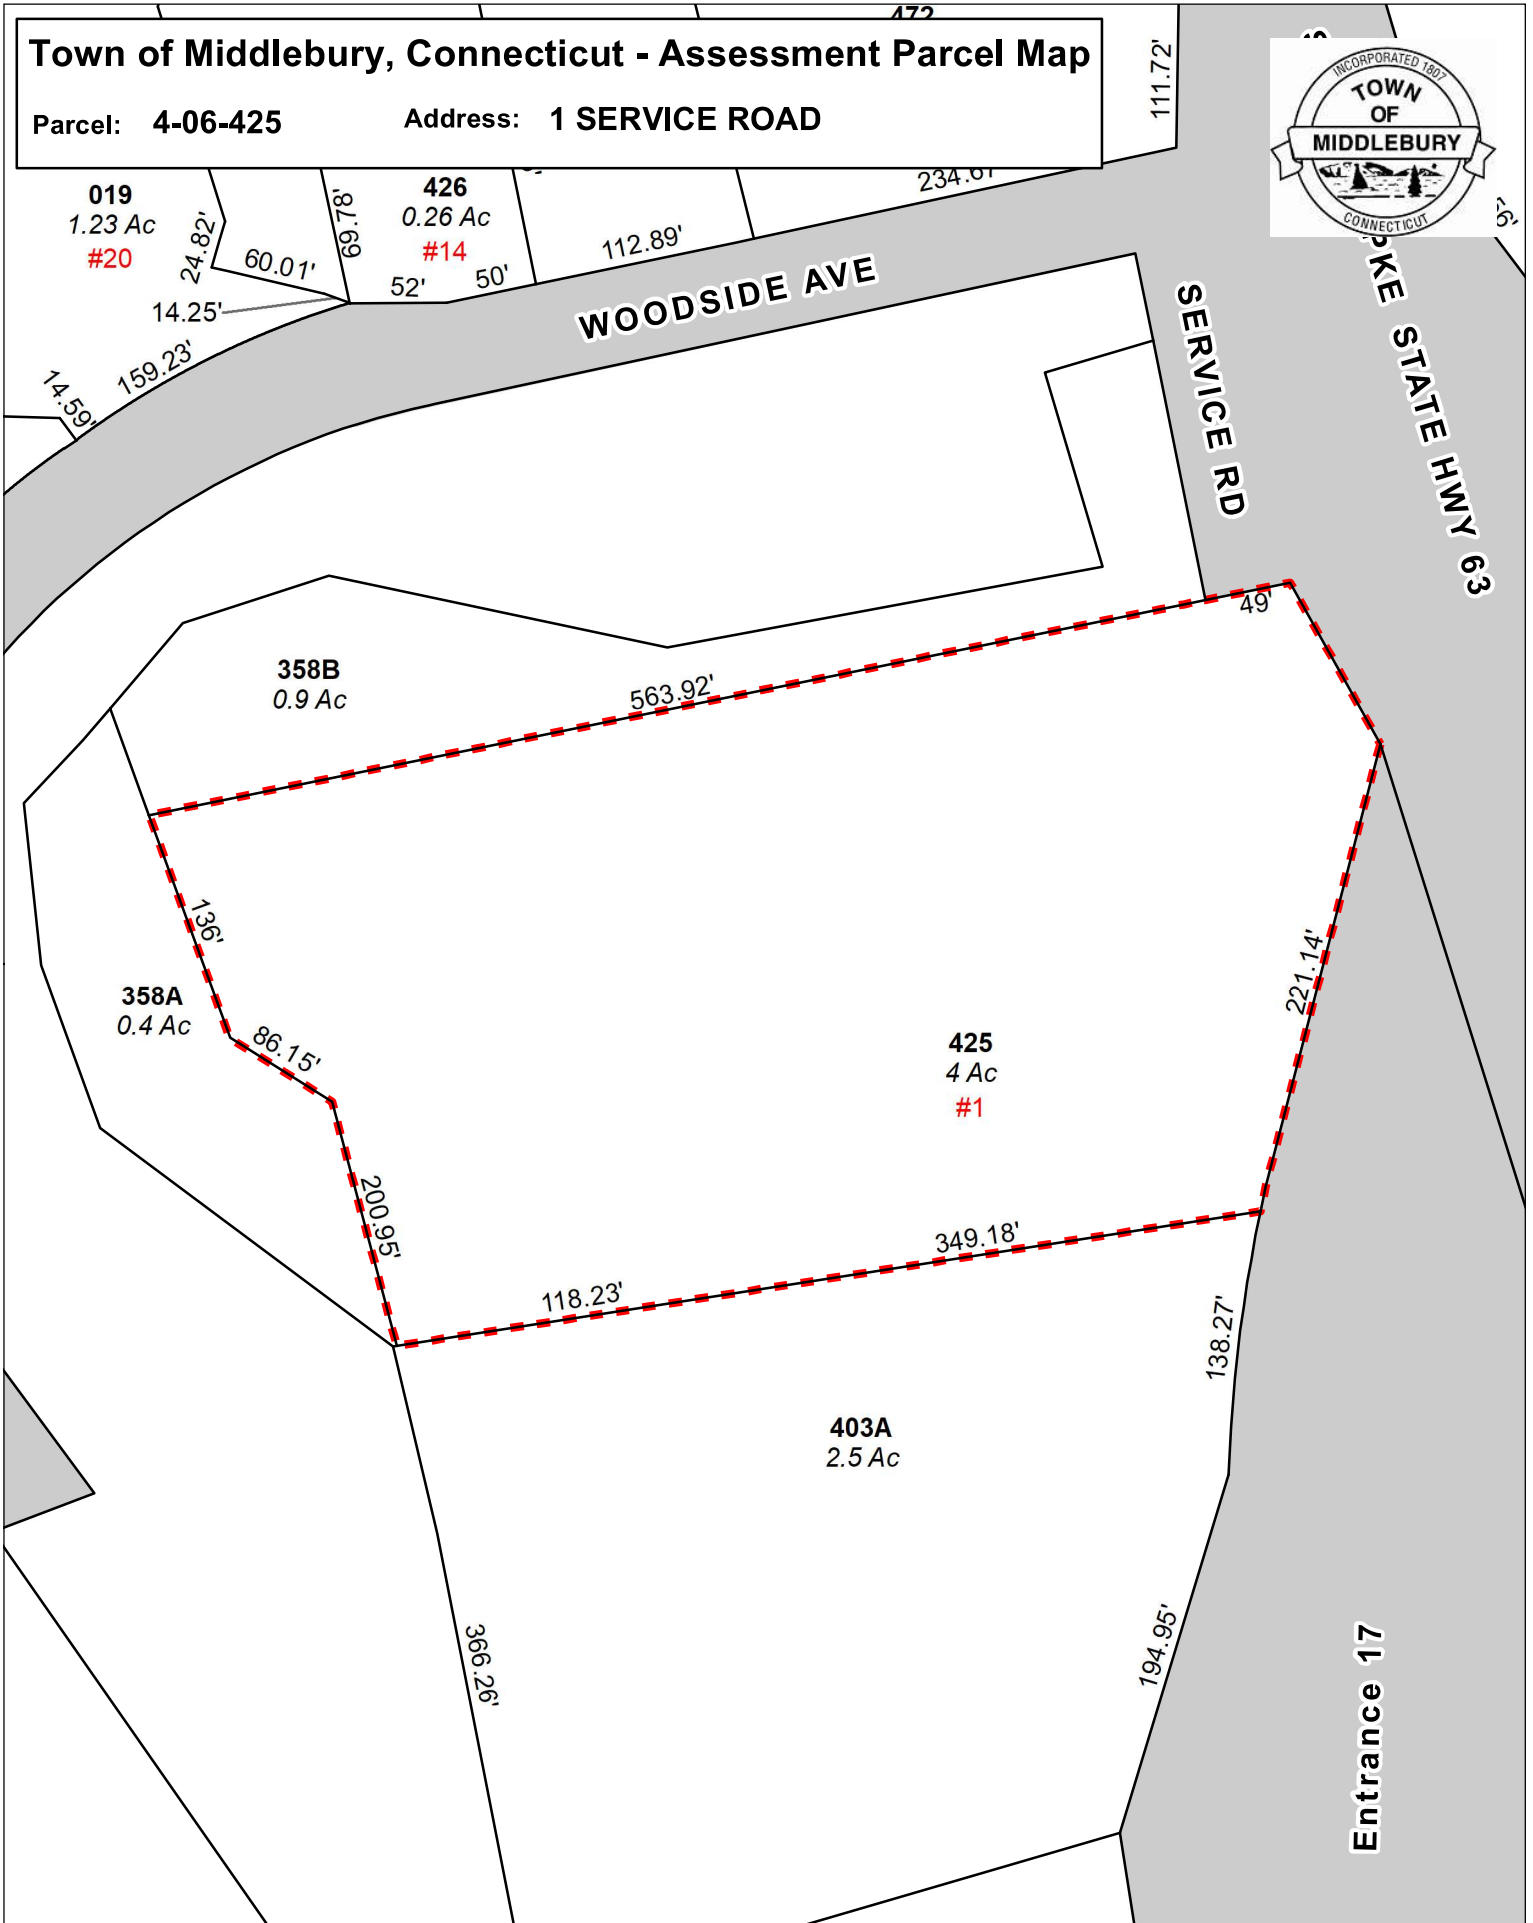 472
Town of Middlebury, Connecticut - Assessment Parcel Map
Parcel: 4-06-425 Address: 1 SERVICE ROAD
111.72'
INCORPORATED 1807
TOWN
OF
MIDDLEBURY
CONNECTICUT
019
1.23 Ac
#20
24.82'
60.01'
14.25'
69.78'
426
0.26 Ac
#14
52'
50'
112.89'
234.67
159.23'
14.59'
WOODSIDE AVE
SERVICE RD
PKE STATE HWY 63
49'
358B
0.9 Ac
563.92'
136'
358A
0.4 Ac
86.15'
200.95'
425
4 Ac
#1
221.14'
349.18'
118.23'
138.27'
403A
2.5 Ac
366.26'
194.95'
Entrance 17